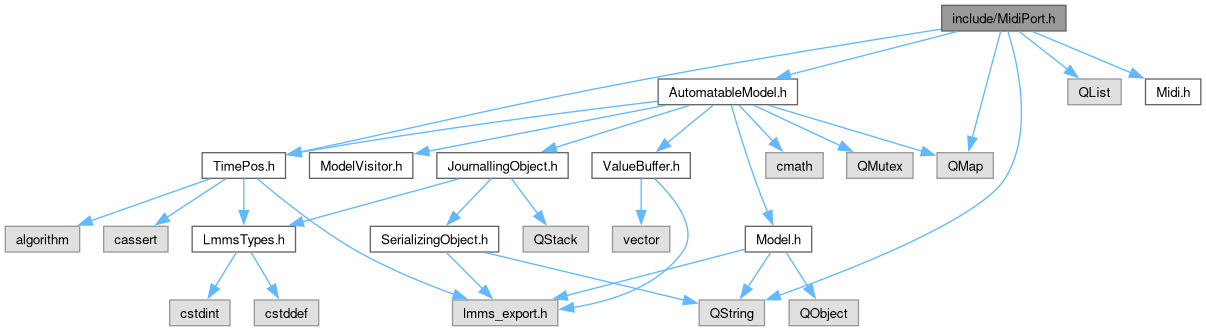 include/MidiPort.h
AutomatableModel.h
QList
Midi.h
TimePos.h
ModelVisitor.h
JournallingObject.h
ValueBuffer.h
cmath
QMutex
QMap
algorithm
cassert
LmmsTypes.h
SerializingObject.h
QStack
vector
Model.h
cstdint
cstddef
lmms_export.h
QString
QObject